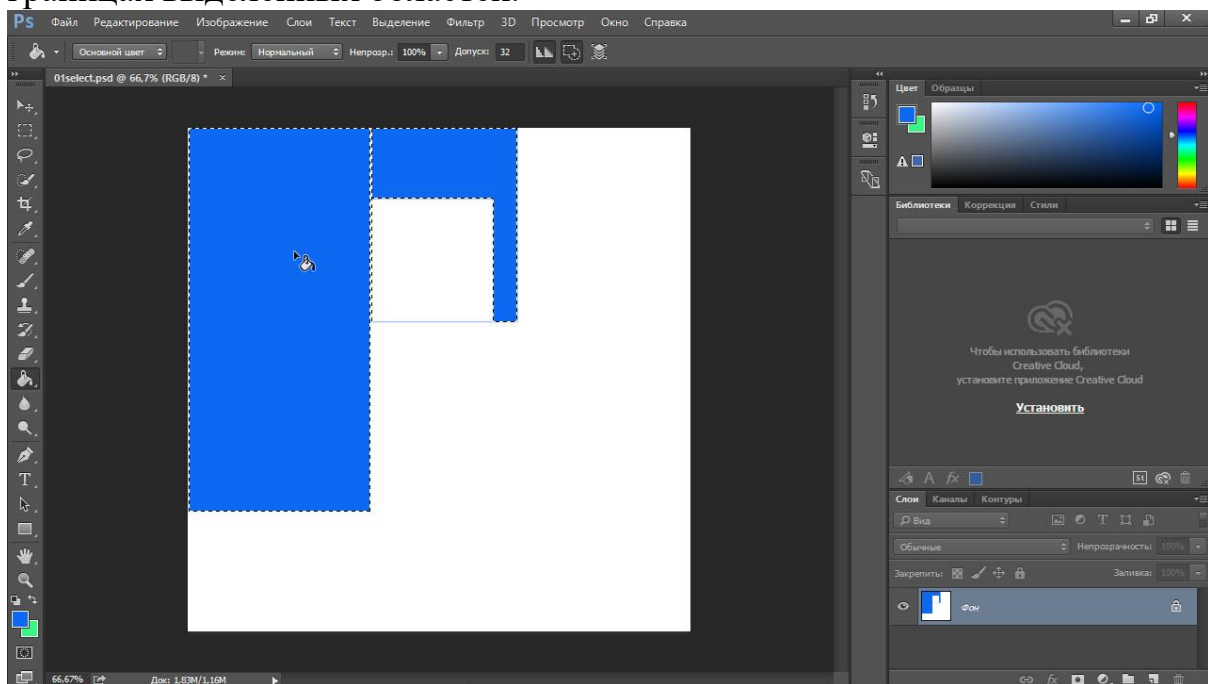 границах выделенных областей.
Ps Файл Редактирование Изображение Слои Текст Выделение Фильтр 3D Просмотр Окно Справка
Основной цвет Режим: Нормальный Непрозр.: 100% Допуск: 32
01select.psd @ 66,7% (RGB/8) * ×
Цвет Образцы
Библиотеки Коррекция Стили
Чтобы использовать библиотеки
Creative Cloud,
установите приложение Creative Cloud
Установить
Слои Каналы Контуры
Вид
Обычные Непрозрачность: 100%
Закрепить: Заливка: 100%
Фон
66,67% Док: 1,83M/1,16M